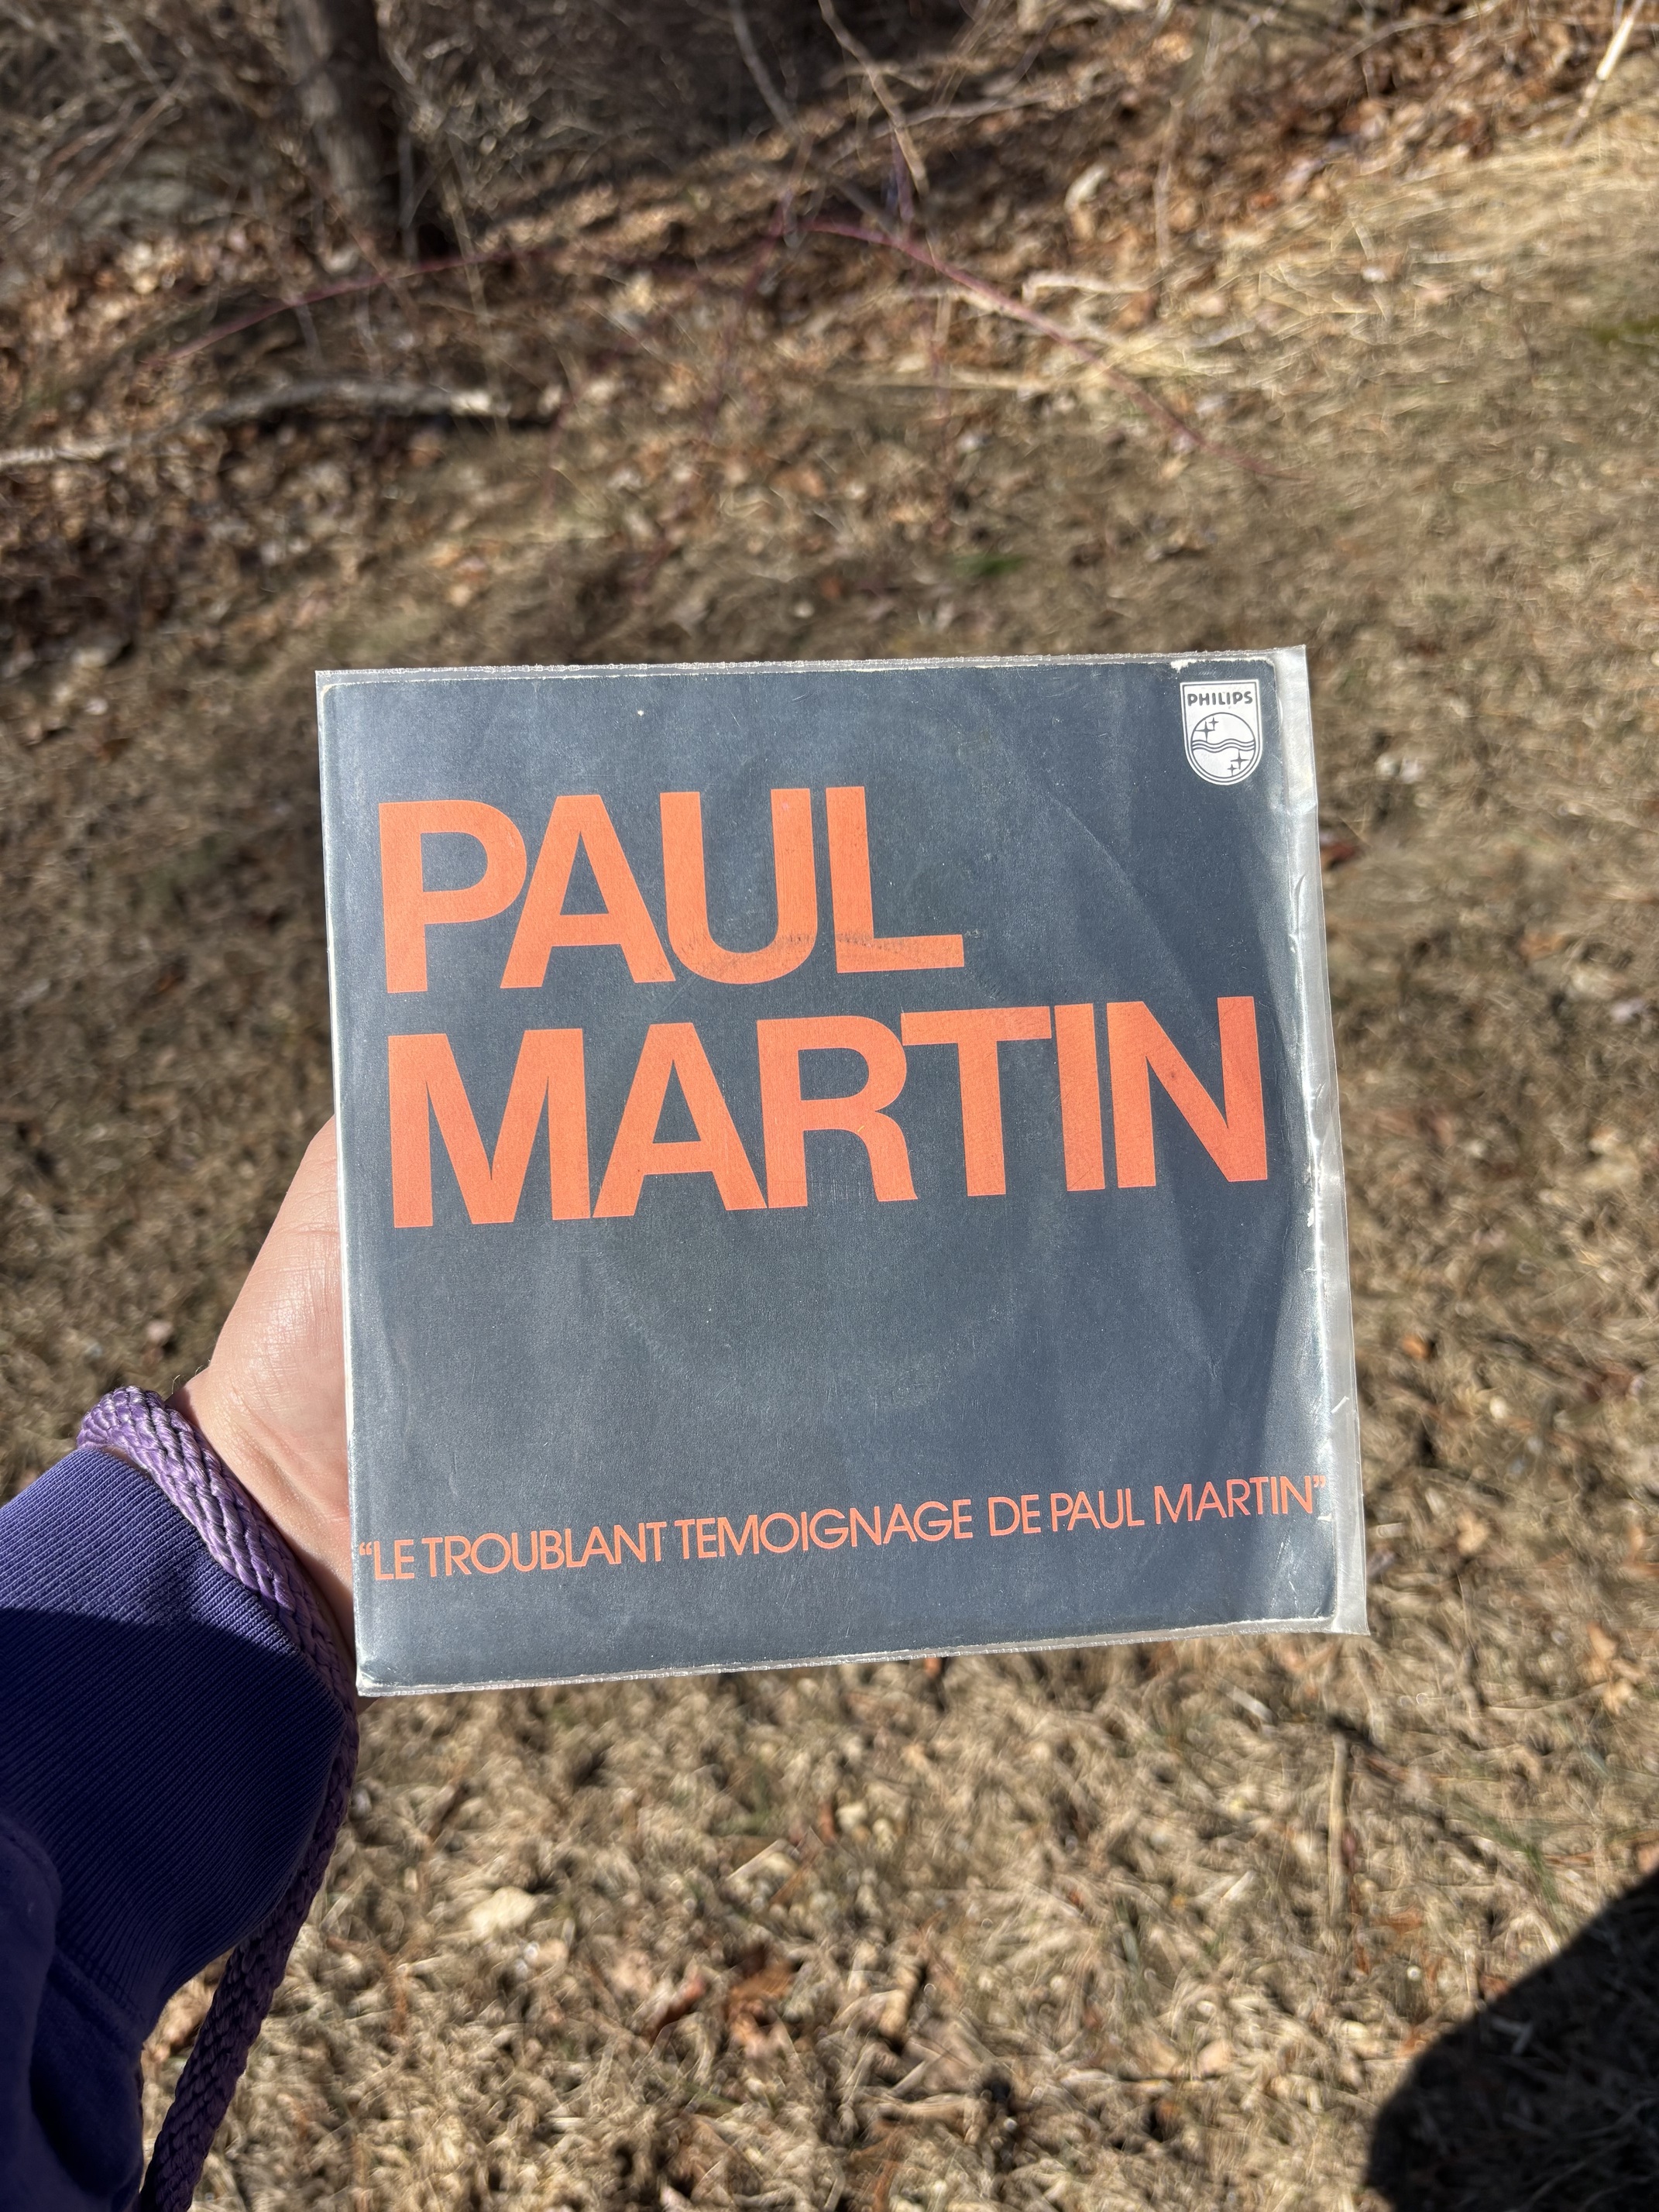 PHILIPS
PAUL
MARTIN
“LE TROUBLANT TEMOIGNAGE DE PAUL MARTIN”